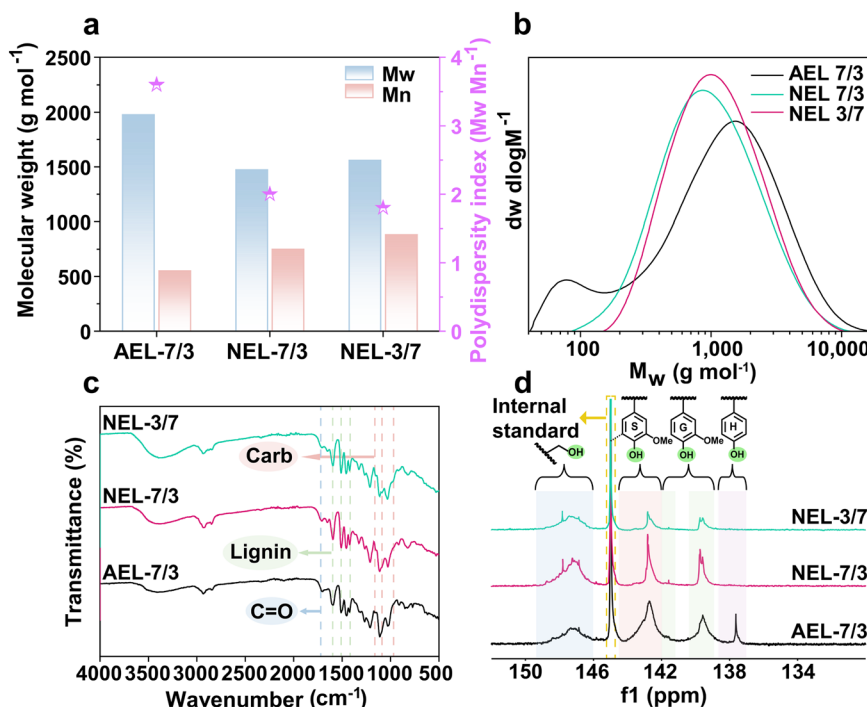 a
Molecular weight (g mol-1)
2500
2000
1500
1000
500
0
Mw
Mn
4
3
2
1
0
Polydispersity index (Mw Mn-1)
AEL-7/3 NEL-7/3 NEL-3/7
b
AEL 7/3
NEL 7/3
NEL 3/7
dw dlogM-1
100 1,000 10,000
Mw (g mol-1)
c
NEL-3/7
Carb
NEL-7/3
Lignin
AEL-7/3
C=O
Transmittance (%)
4000 3000 2000 1000 500
Wavenumber (cm-1)
d
Internal
standard
S
G
H
OMe
OMe
OH
OH
OH
OH
NEL-3/7
NEL-7/3
AEL-7/3
150 146 142 138 134
f1 (ppm)